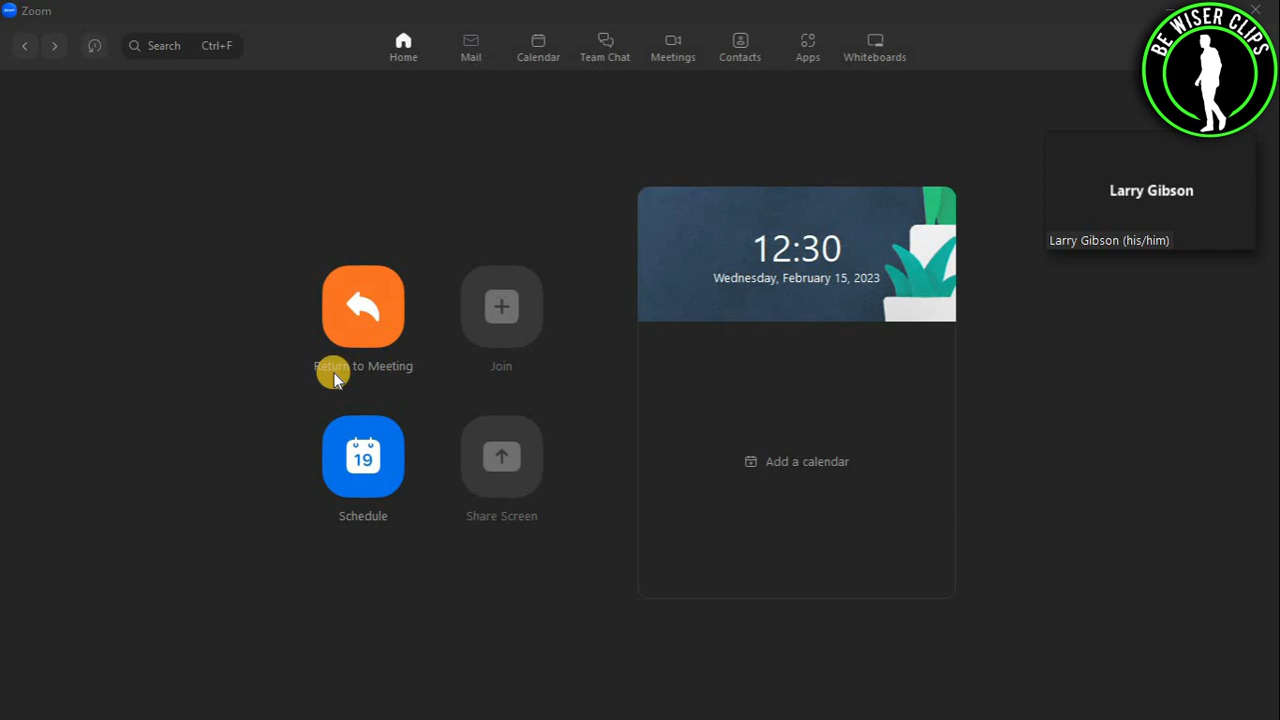 Zoom
Search Ctrl+F
Home
Mail
Calendar
Team Chat
Meetings
Contacts
Apps
Whiteboards
BE WISER CLIPS
Larry Gibson
Larry Gibson (his/him)
12:30
Wednesday, February 15, 2023
Return to Meeting
Join
19
Schedule
Share Screen
Add a calendar